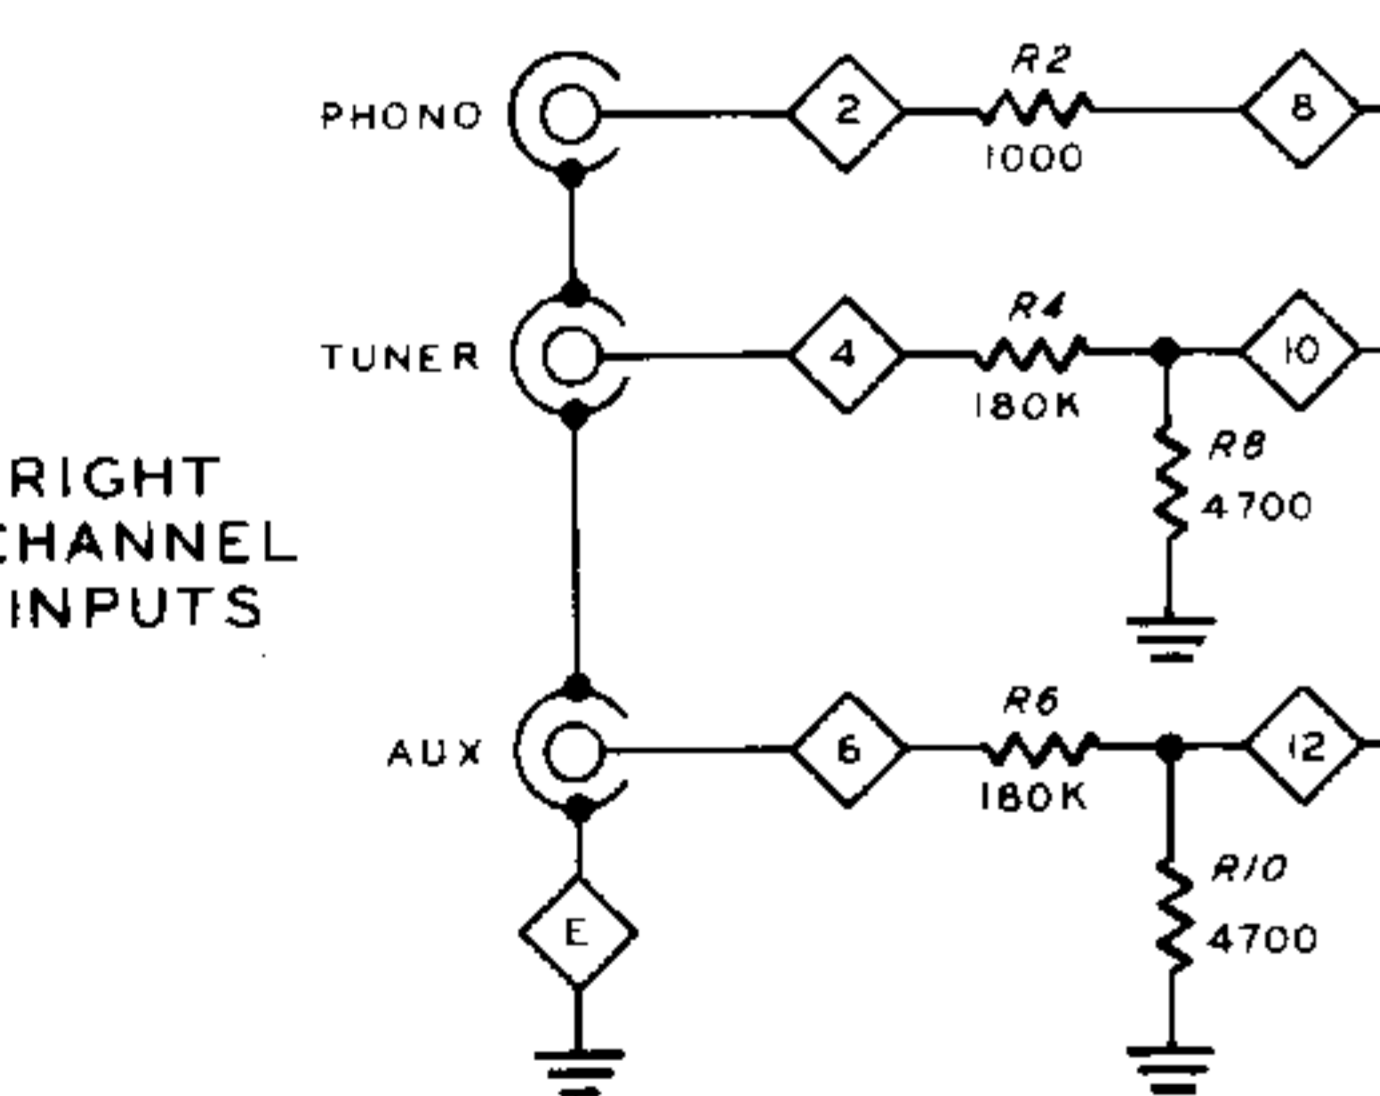 R2
PHONO 2 8
1000
R4
TUNER 4 10
180K
R8
4700
RIGHT
CHANNEL
INPUTS
R6
AUX 6 12
180K
R10
4700
E